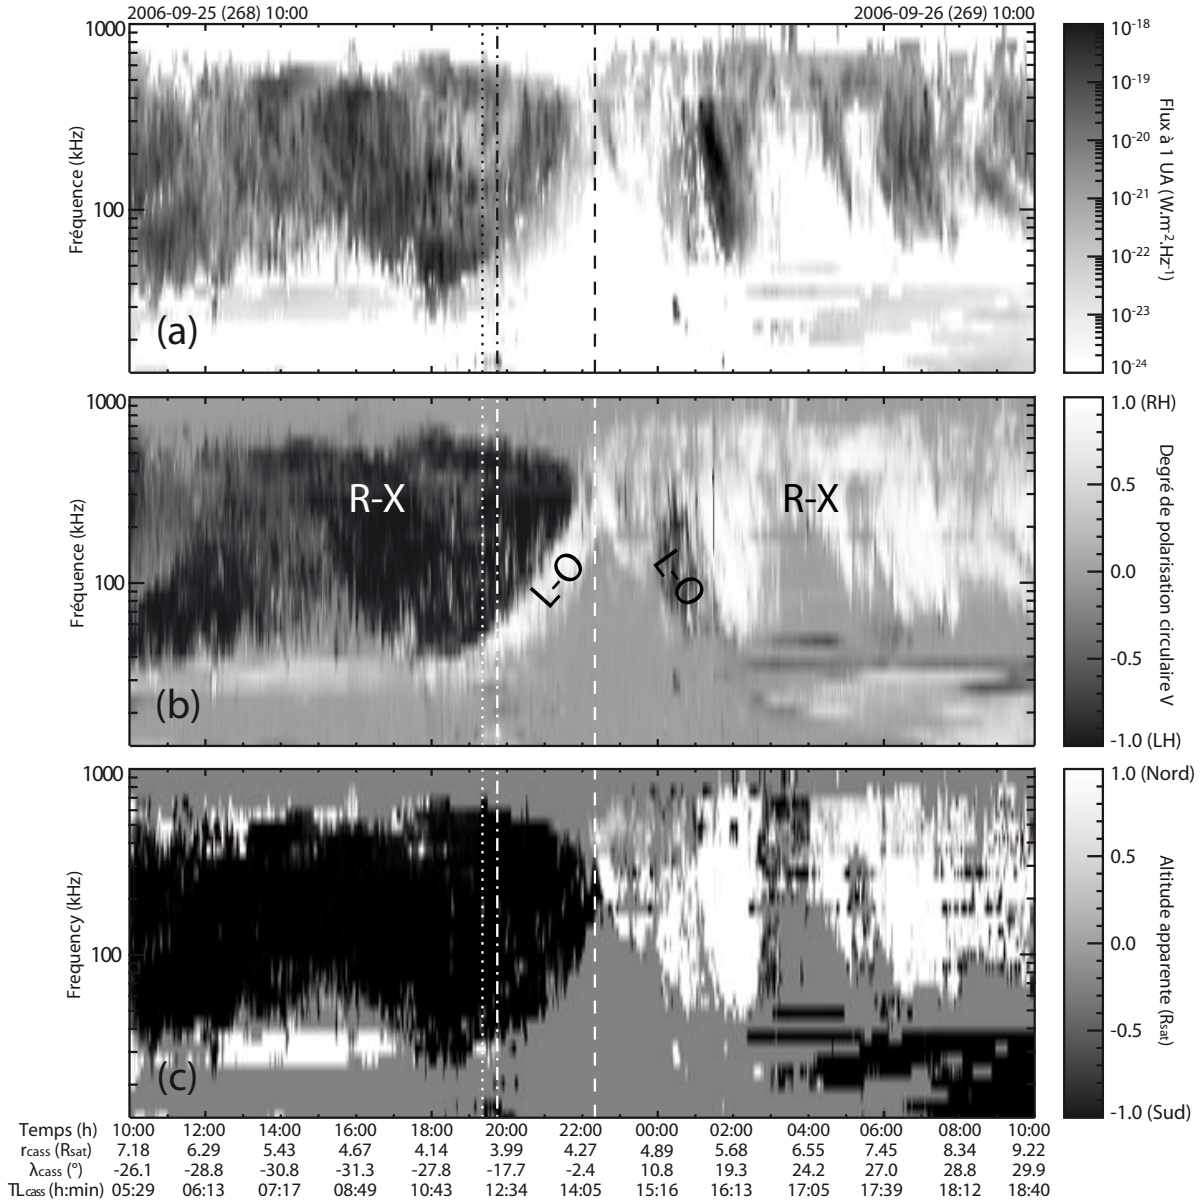 2006-09-25 (268) 10:00 2006-09-26 (269) 10:00
1000
100
Fréquence (kHz)
(a)
10-18
10-19
10-20
10-21
10-22
10-23
10-24
Flux à 1 UA (W.m-2.Hz-1)
1000
100
Fréquence (kHz)
R-X
R-X
L-O
L-O
(b)
1.0 (RH)
0.5
0.0
-0.5
-1.0 (LH)
Degré de polarisation circulaire V
1000
100
Frequency (kHz)
(c)
1.0 (Nord)
0.5
0.0
-0.5
-1.0 (Sud)
Altitude apparente (Rsat)
Temps (h) 10:00 12:00 14:00 16:00 18:00 20:00 22:00 00:00 02:00 04:00 06:00 08:00 10:00
rcass (Rsat) 7.18 6.29 5.43 4.67 4.14 3.99 4.27 4.89 5.68 6.55 7.45 8.34 9.22
λcass (°) -26.1 -28.8 -30.8 -31.3 -27.8 -17.7 -2.4 10.8 19.3 24.2 27.0 28.8 29.9
TLcass (h:min) 05:29 06:13 07:17 08:49 10:43 12:34 14:05 15:16 16:13 17:05 17:39 18:12 18:40